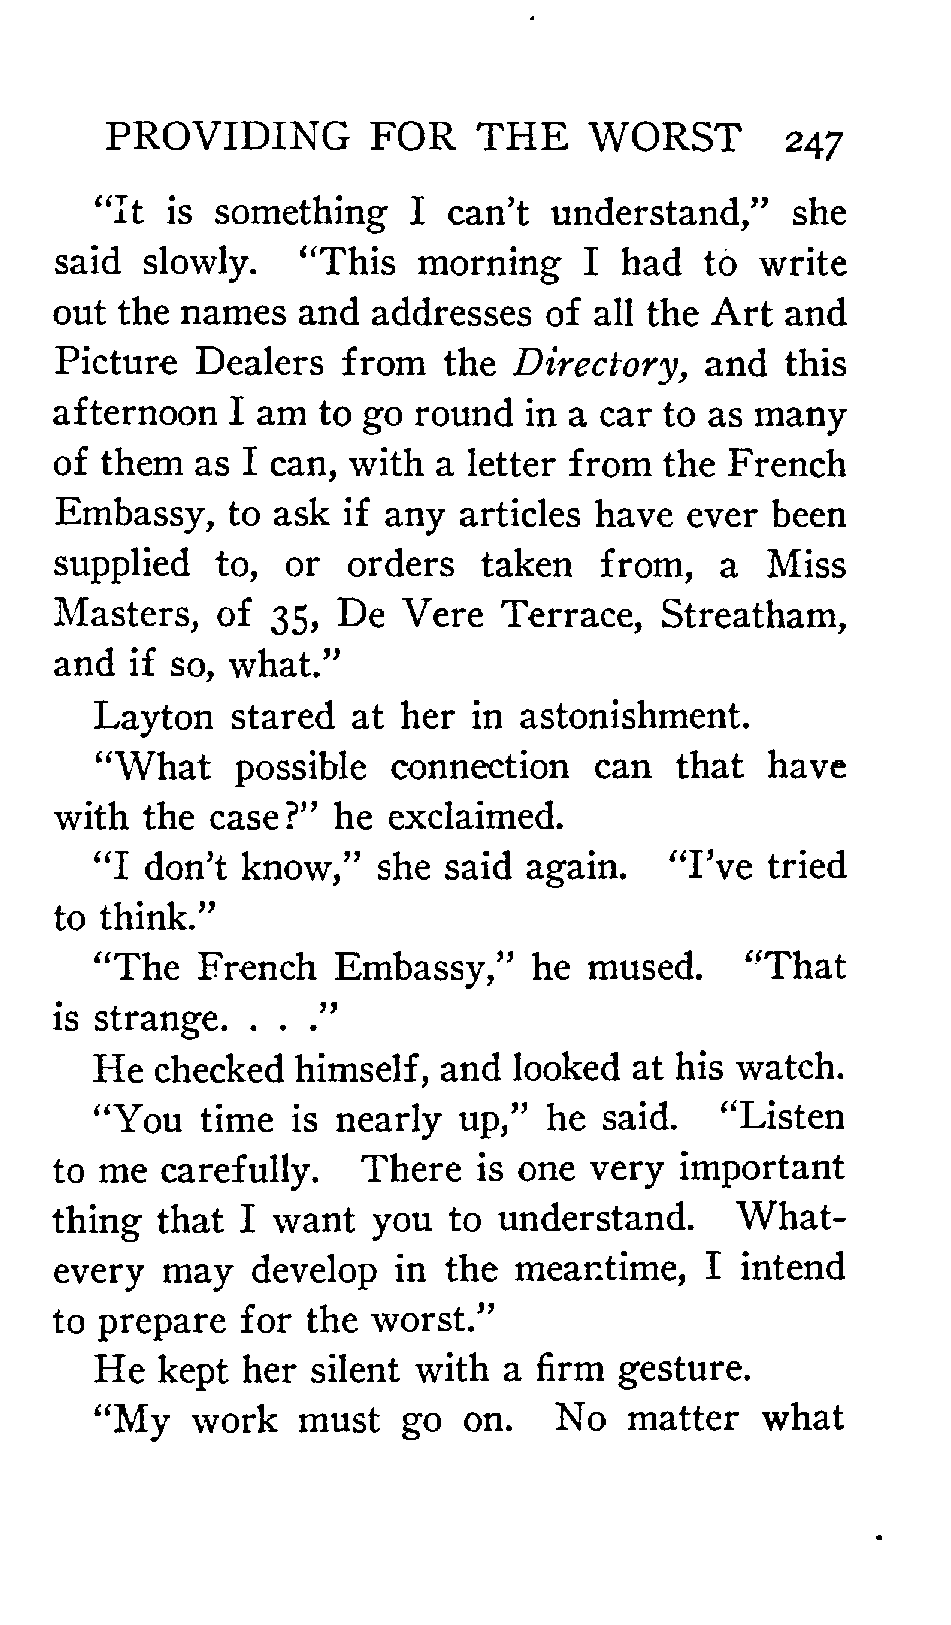 PROVIDING FOR THE WORST 247
“It is something I can’t understand,” she
said slowly. “This morning I had to write
out the names and addresses of all the Art and
Picture Dealers from the Directory, and this
afternoon I am to go round in a car to as many
of them as I can, with a letter from the French
Embassy, to ask if any articles have ever been
supplied to, or orders taken from, a Miss
Masters, of 35, De Vere Terrace, Streatham,
and if so, what.”
Layton stared at her in astonishment.
“What possible connection can that have
with the case?” he exclaimed.
“I don’t know,” she said again. “I’ve tried
to think.”
“The French Embassy,” he mused. “That
is strange. . . .”
He checked himself, and looked at his watch.
“You time is nearly up,” he said. “Listen
to me carefully. There is one very important
thing that I want you to understand. What-
every may develop in the meantime, I intend
to prepare for the worst.”
He kept her silent with a firm gesture.
“My work must go on. No matter what